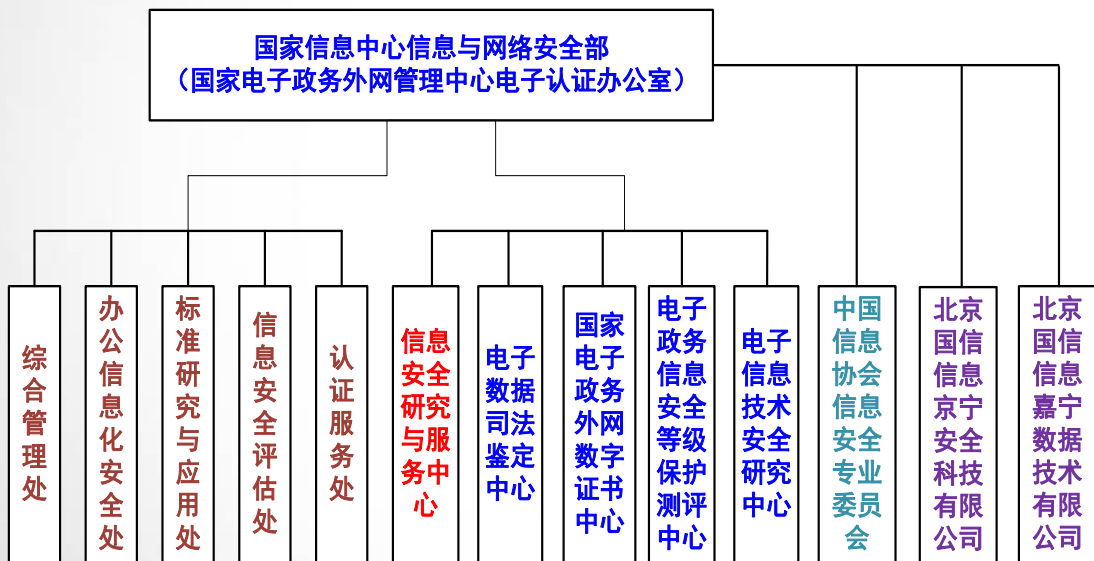 国家信息中心信息与网络安全部
（国家电子政务外网管理中心电子认证办公室）
综合管理处
办公信息化安全处
标准研究与应用处
信息安全评估处
认证服务处
信息
安全
研究
与服
务中
心
电子
数据
司法
鉴定
中心
国家
电子
政务
外网
数字
证书
中心
电子
政务
信息
安全
等级
保护
测评
中心
电子
信息
技术
安全
研究
中心
中国
信息
协会
信息
安全
专业
委员
会
北京
国信
信息
京宁
安全
科技
有限
公司
北京
国信
信息
嘉宁
数据
技术
有限
公司